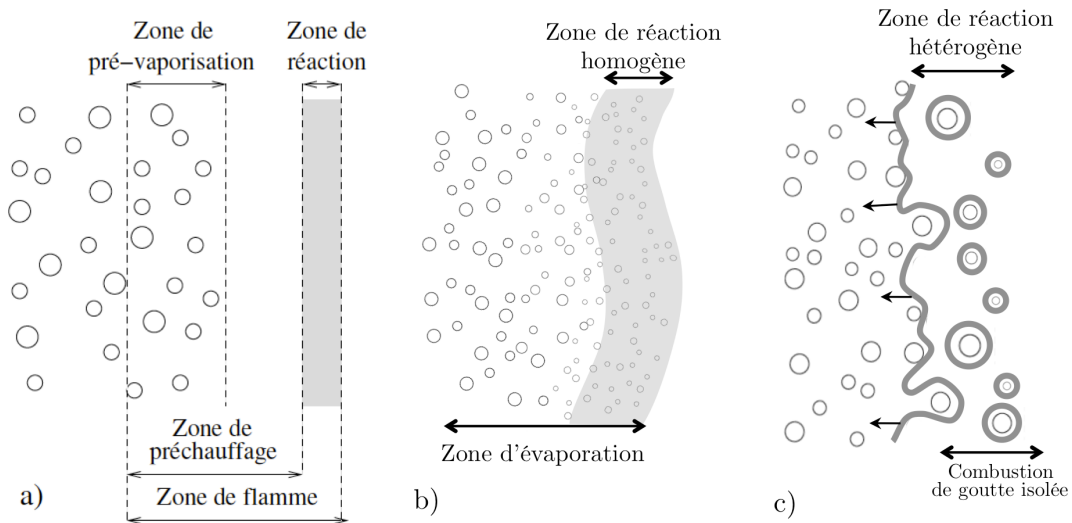 Zone de
pré-vaporisation
Zone de
réaction
Zone de
préchauffage
Zone de flamme
a)
Zone de réaction
homogène
Zone d'évaporation
b)
Zone de réaction
hétérogène
Combustion
de goutte isolée
c)